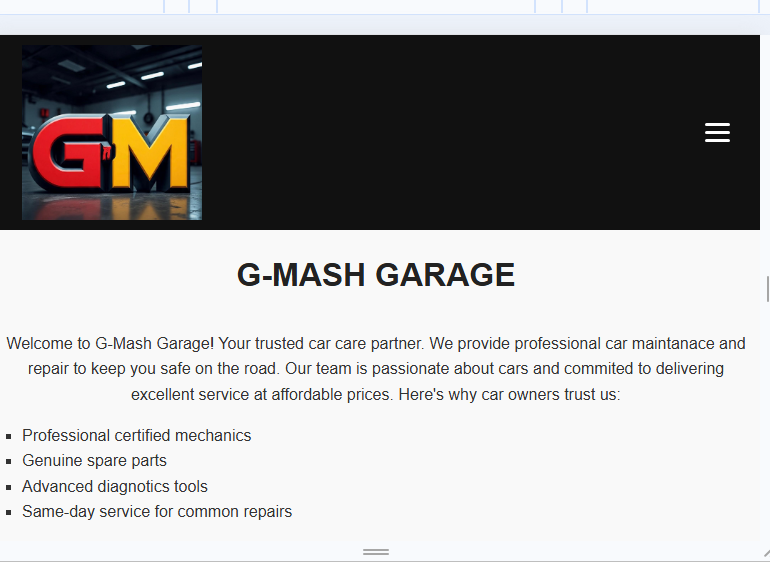 GM
G-MASH GARAGE
Welcome to G-Mash Garage! Your trusted car care partner. We provide professional car maintanace and
repair to keep you safe on the road. Our team is passionate about cars and commited to delivering
excellent service at affordable prices. Here's why car owners trust us:
Professional certified mechanics
Genuine spare parts
Advanced diagnotics tools
Same-day service for common repairs